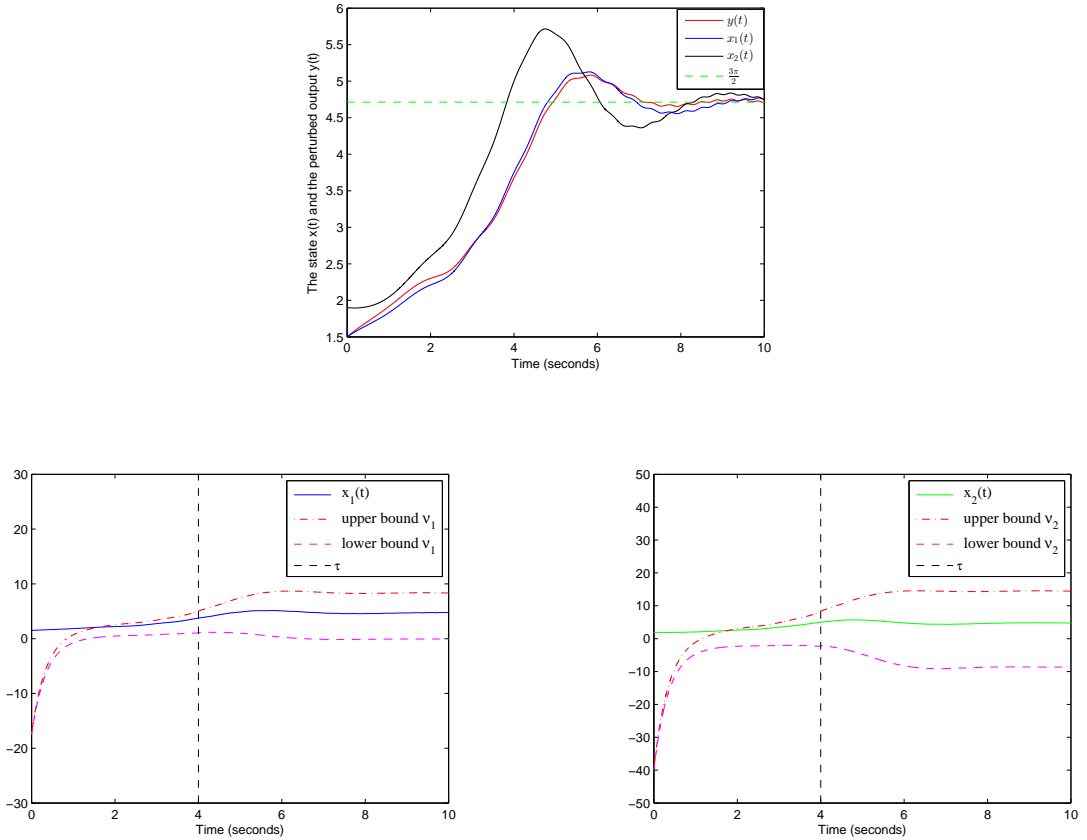 The state x(t) and the perturbed output y(t)
6
5.5
5
4.5
4
3.5
3
2.5
2
1.5
0
2
4
6
8
10
Time (seconds)
y(t)
x₁(t)
x₂(t)
3π/2
30
20
10
0
−10
−20
−30
0
2
4
6
8
10
Time (seconds)
x₁(t)
upper bound ν₁
lower bound ν₁
τ
50
40
30
20
10
0
−10
−20
−30
−40
−50
0
2
4
6
8
10
Time (seconds)
x₂(t)
upper bound ν₂
lower bound ν₂
τ